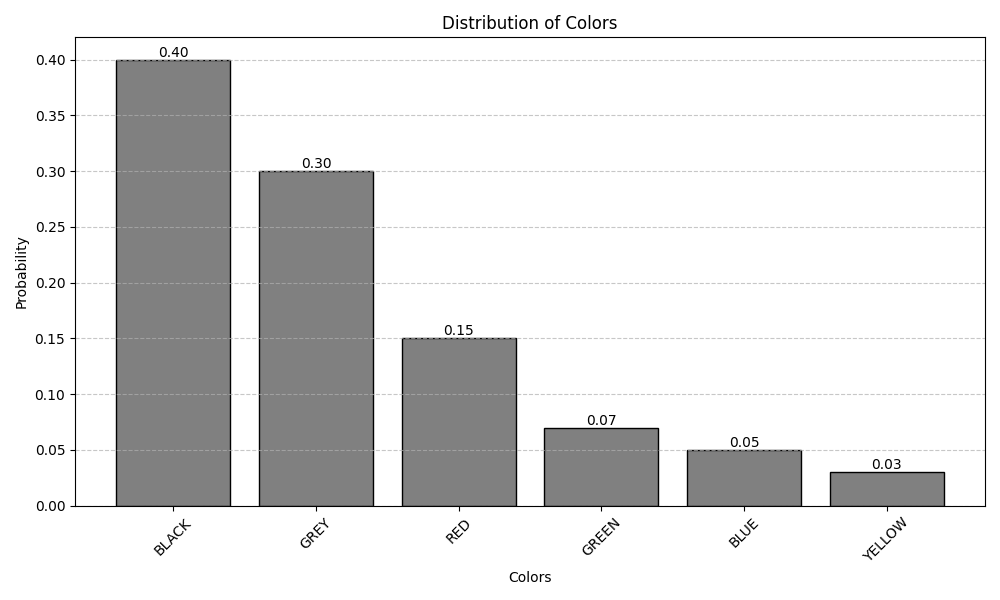 Distribution of Colors
Probability
0.40
0.35
0.30
0.25
0.20
0.15
0.10
0.05
0.00
0.40
0.30
0.15
0.07
0.05
0.03
BLACK
GREY
RED
GREEN
BLUE
YELLOW
Colors